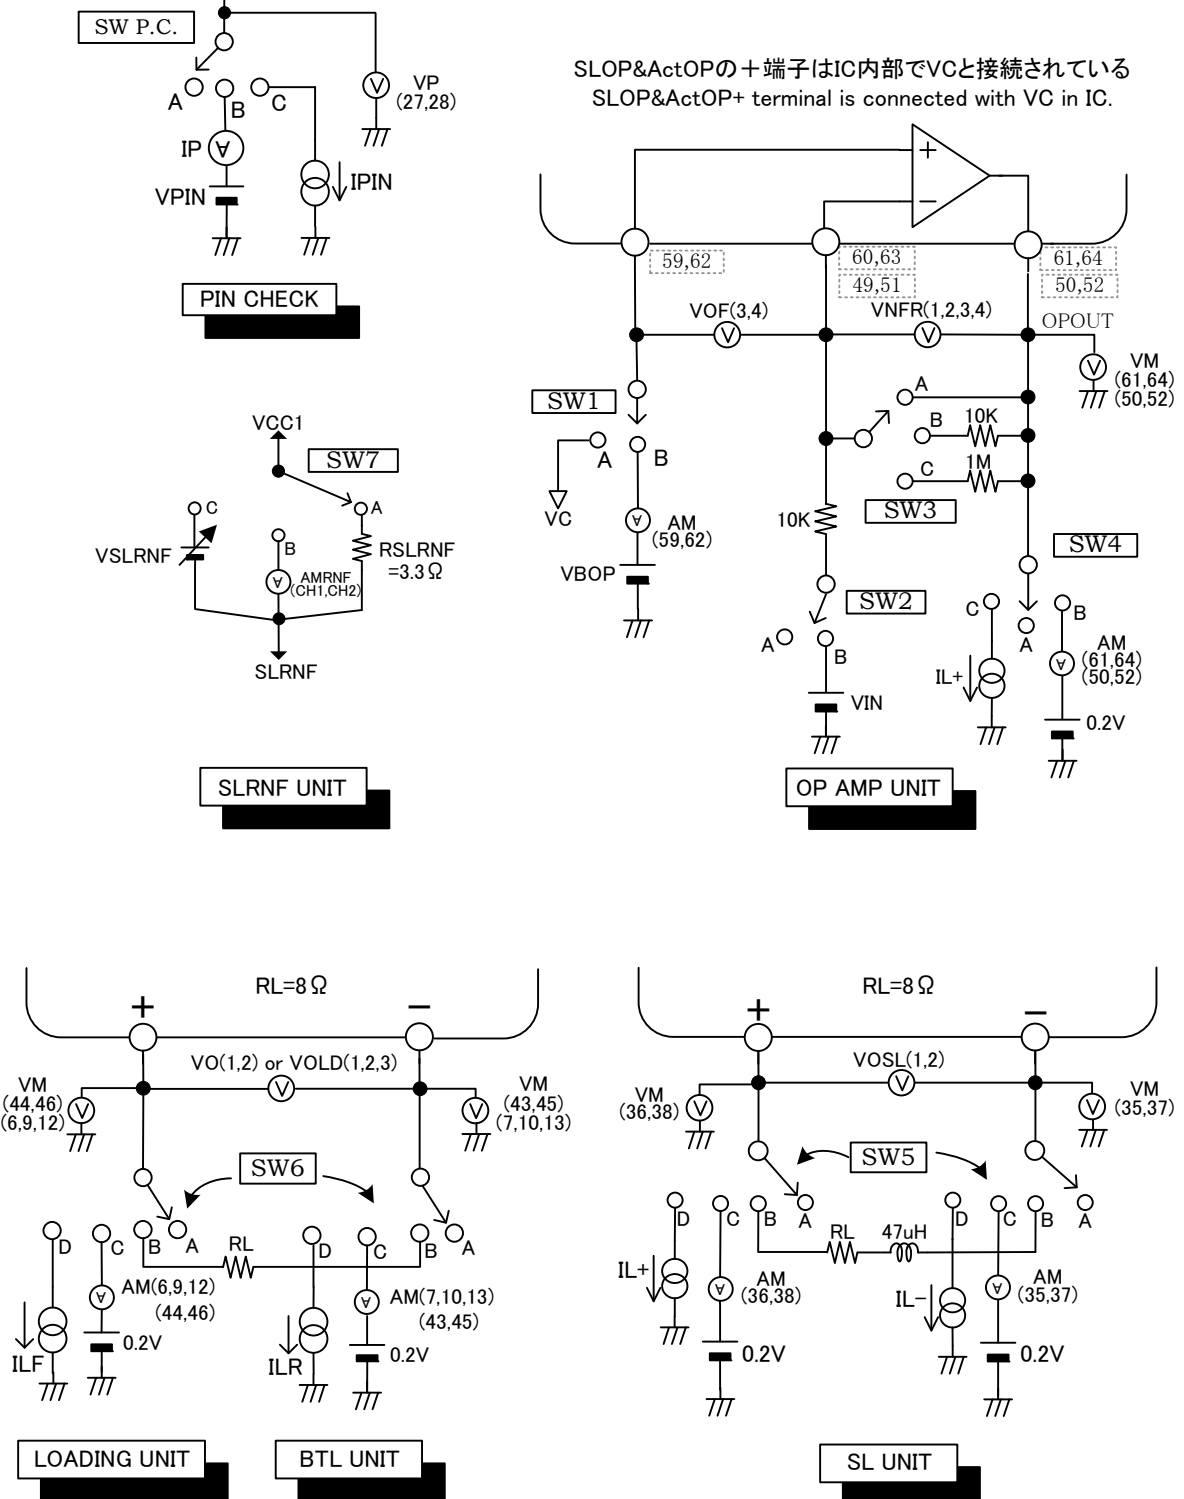 SW P.C.
A
B
C
VP
(27,28)
IP
A
VPIN
IPIN
V
PIN CHECK
SLOP&ActOPの＋端子はIC内部でVCと接続されている
SLOP&ActOP+ terminal is connected with VC in IC.
+
−
59,62
60,63
49,51
61,64
50,52
VOF(3,4)
V
VNFR(1,2,3,4)
V
OPOUT
V
VM
(61,64)
(50,52)
SW1
A
B
VC
A
AM
(59,62)
VBOP
A
B
10K
C
1M
SW3
10K
SW2
A
B
VIN
SW4
C
A
B
IL+
A
AM
(61,64)
(50,52)
0.2V
OP AMP UNIT
VCC1
SW7
C
B
A
VSLRNF
A
AMRNF
(CH1,CH2)
RSLRNF
=3.3Ω
SLRNF
SLRNF UNIT
RL=8Ω
+
−
VO(1,2) or VOLD(1,2,3)
V
VM
(44,46)
(6,9,12)
V
V
VM
(43,45)
(7,10,13)
SW6
D
C
B
A
RL
D
C
B
A
A
AM(6,9,12)
(44,46)
A
AM(7,10,13)
(43,45)
ILF
0.2V
ILR
0.2V
LOADING UNIT
BTL UNIT
RL=8Ω
+
−
VOSL(1,2)
V
VM
(36,38)
V
V
VM
(35,37)
SW5
D
C
B
A
RL
47uH
D
C
B
A
IL+
A
AM
(36,38)
IL−
A
AM
(35,37)
0.2V
0.2V
SL UNIT